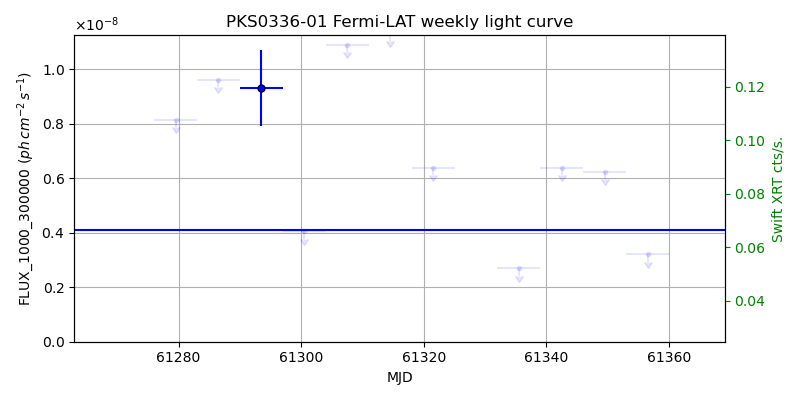 PKS0336-01 Fermi-LAT weekly light curve
×10⁻⁸
1.0
0.8
0.6
0.4
0.2
0.0
FLUX_1000_300000 (ph cm⁻² s⁻¹)
0.12
0.10
0.08
0.06
0.04
Swift XRT cts/s.
61280 61300 61320 61340 61360
MJD